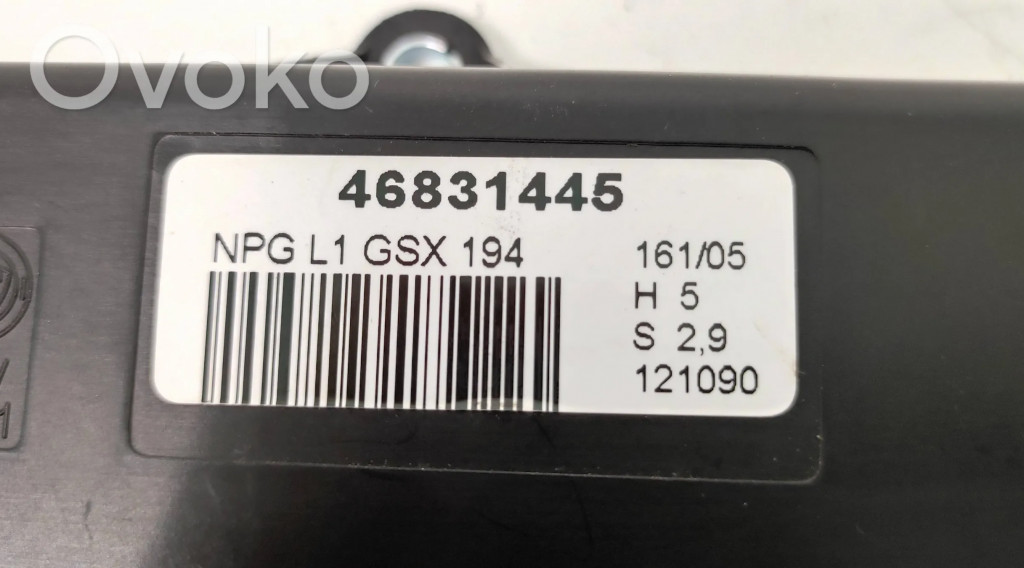 Ovoko
46831445
NPG L1 GSX 194
161/05
H 5
S 2,9
121090